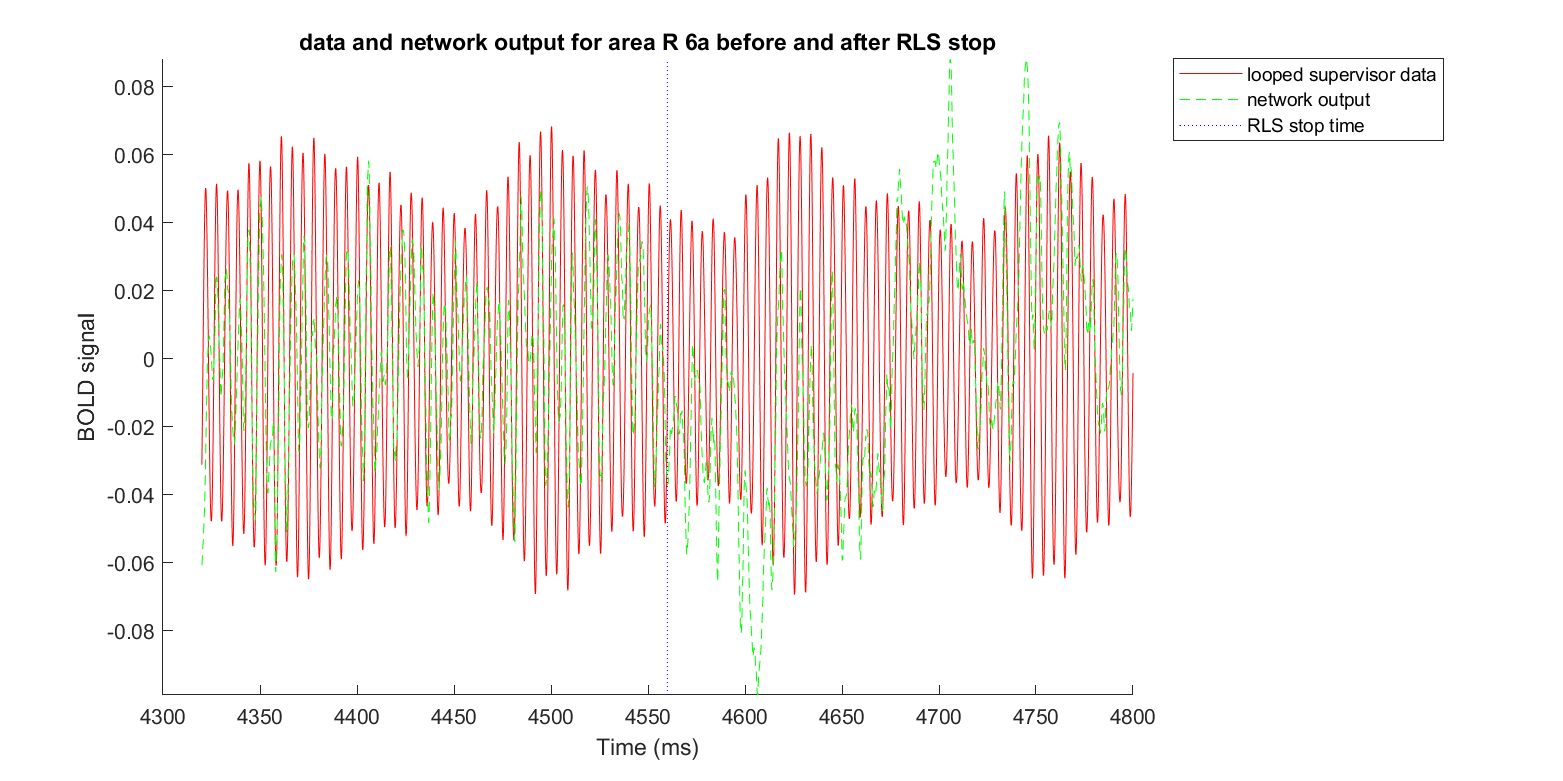 data and network output for area R 6a before and after RLS stop
looped supervisor data
network output
RLS stop time
BOLD signal
0.08
0.06
0.04
0.02
0
-0.02
-0.04
-0.06
-0.08
4300 4350 4400 4450 4500 4550 4600 4650 4700 4750 4800
Time (ms)